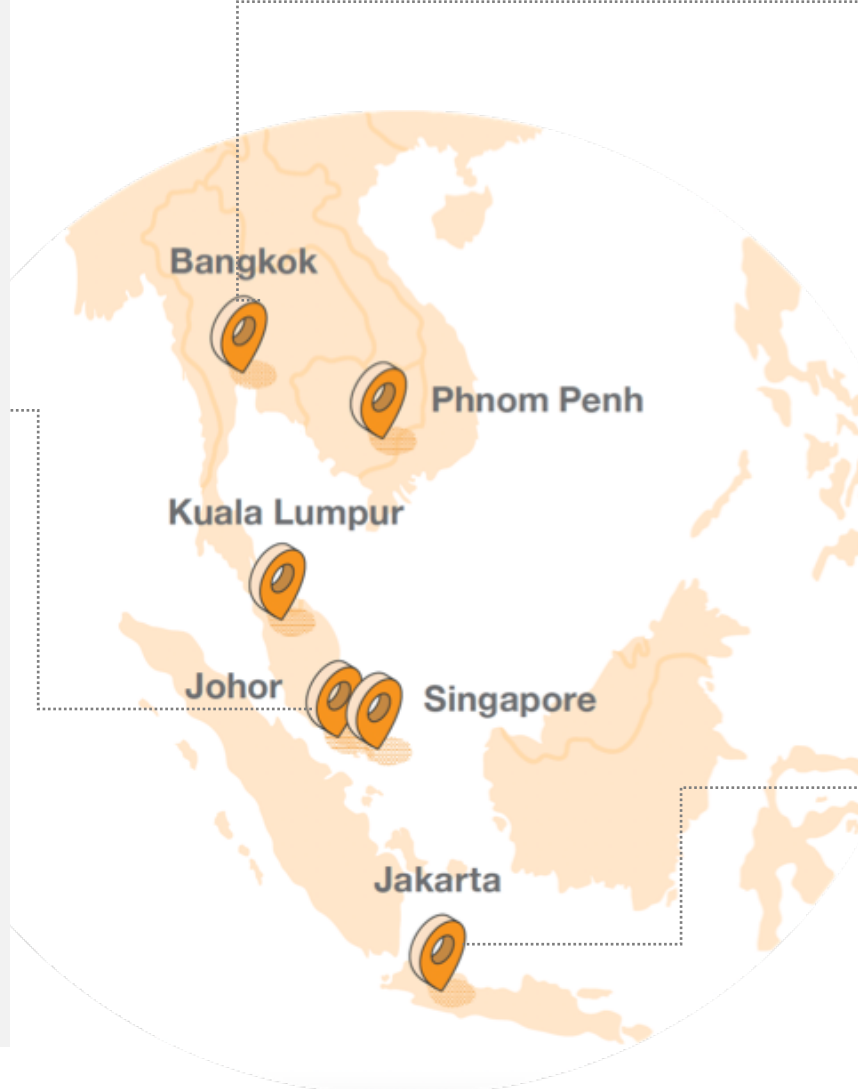 Bangkok
Phnom Penh
Kuala Lumpur
Johor
Singapore
Jakarta